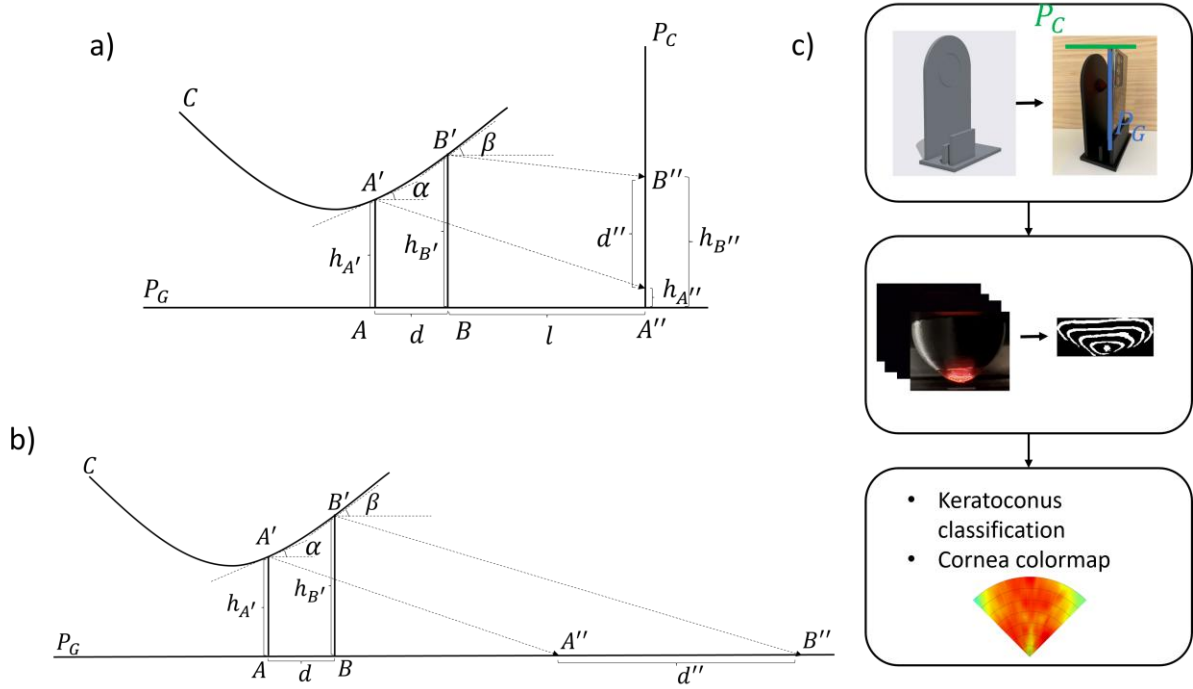 a)
P_C
C
B'
β
A'
α
B''
d''
h_{B''}
h_{B'}
h_{A'}
h_{A''}
P_G
A
d
B
l
A''
b)
C
B'
β
A'
α
h_{B'}
h_{A'}
P_G
A
d
B
A''
d''
B''
c)
P_C
P_G
• Keratoconus
classification
• Cornea colormap